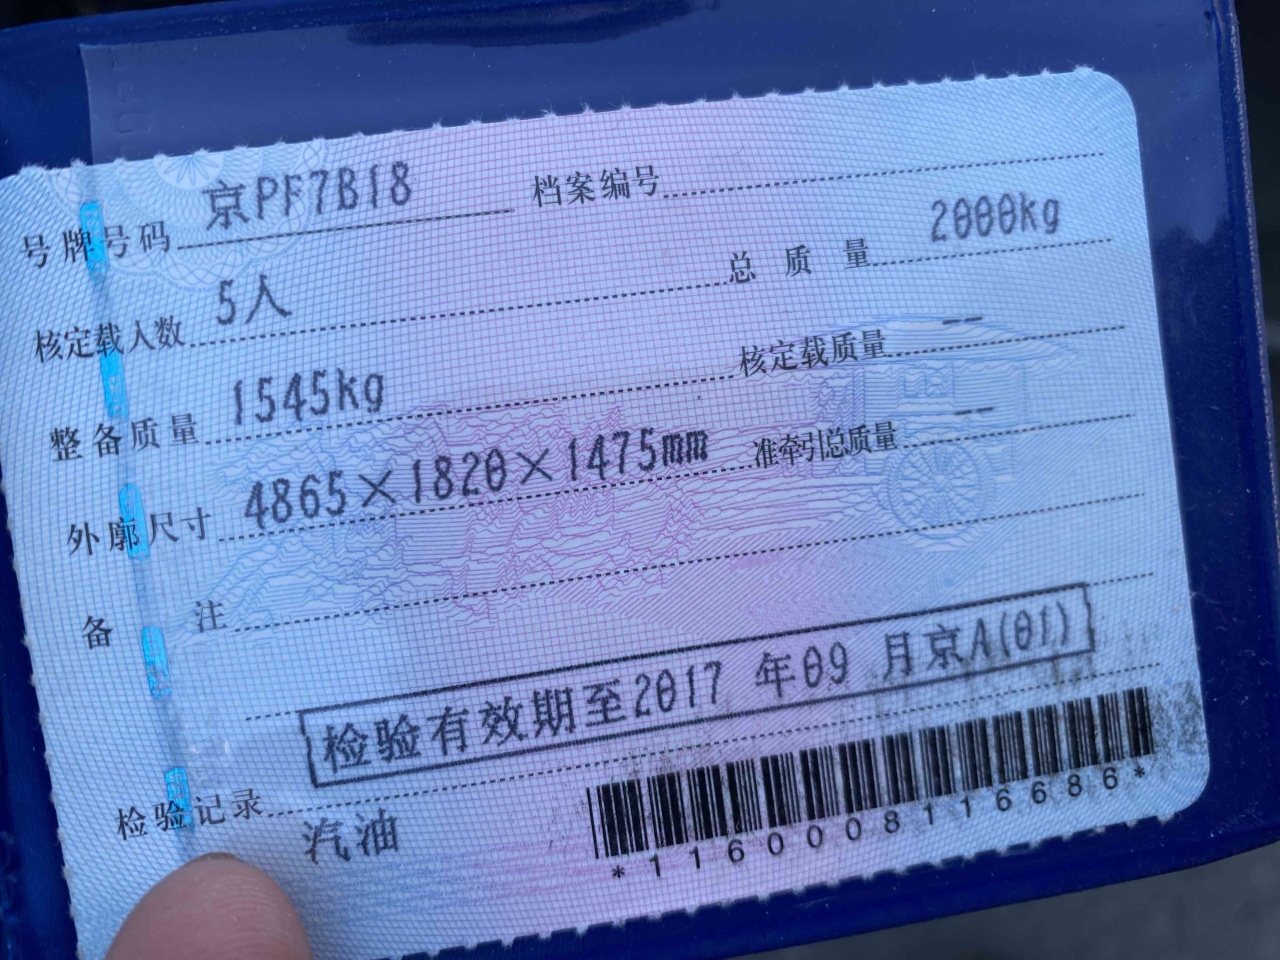 号牌号码 京PF7B18 档案编号
核定载人数 5人 总质量 2000kg
整备质量 1545kg 核定载质量 --
外廓尺寸 4865×1820×1475mm 准牵引总质量 --
备注
检验有效期至2017 年09 月京A(01)
检验记录
汽油
*1160008116686*